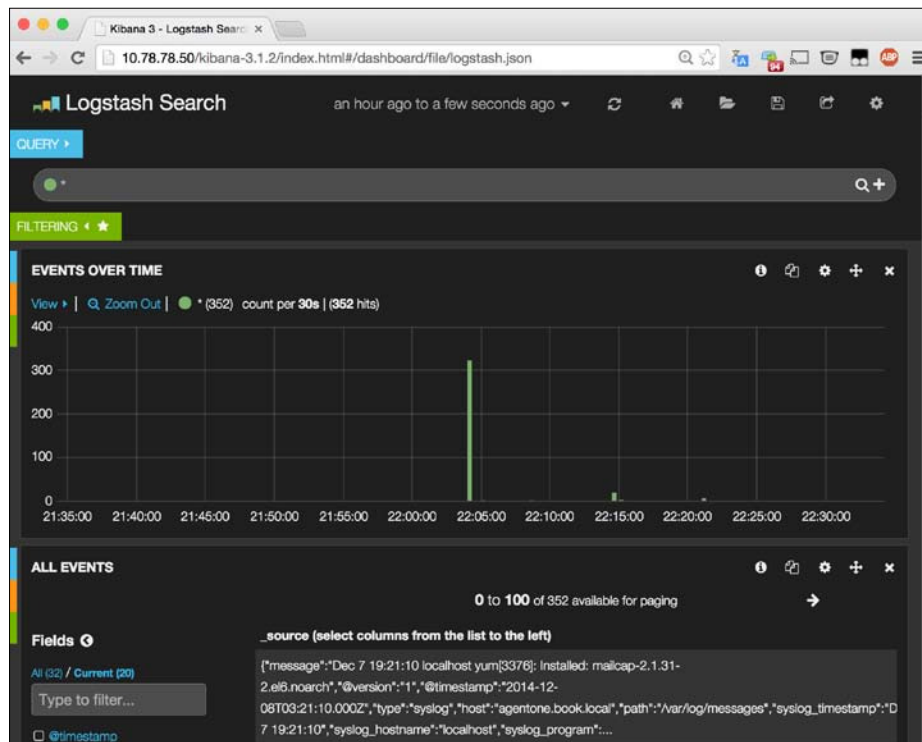 Kibana 3 - Logstash Searc
10.78.78.50/kibana-3.1.2/index.html#/dashboard/file/logstash.json
94
ABP
Logstash Search
an hour ago to a few seconds ago
QUERY
*
FILTERING
EVENTS OVER TIME
View | Zoom Out | * (352) count per 30s | (352 hits)
400
300
200
100
0
21:35:00 21:40:00 21:45:00 21:50:00 21:55:00 22:00:00 22:05:00 22:10:00 22:15:00 22:20:00 22:25:00 22:30:00
ALL EVENTS
0 to 100 of 352 available for paging
Fields
_source (select columns from the list to the left)
All (32) / Current (20)
Type to filter...
@timestamp
{"message":"Dec 7 19:21:10 localhost yum[3376]: Installed: mailcap-2.1.31-
2.el6.noarch","@version":"1","@timestamp":"2014-12-
08T03:21:10.000Z","type":"syslog","host":"agentone.book.local","path":"/var/log/messages","syslog_timestamp":"D
7 19:21:10","syslog_hostname":"localhost","syslog_program":...